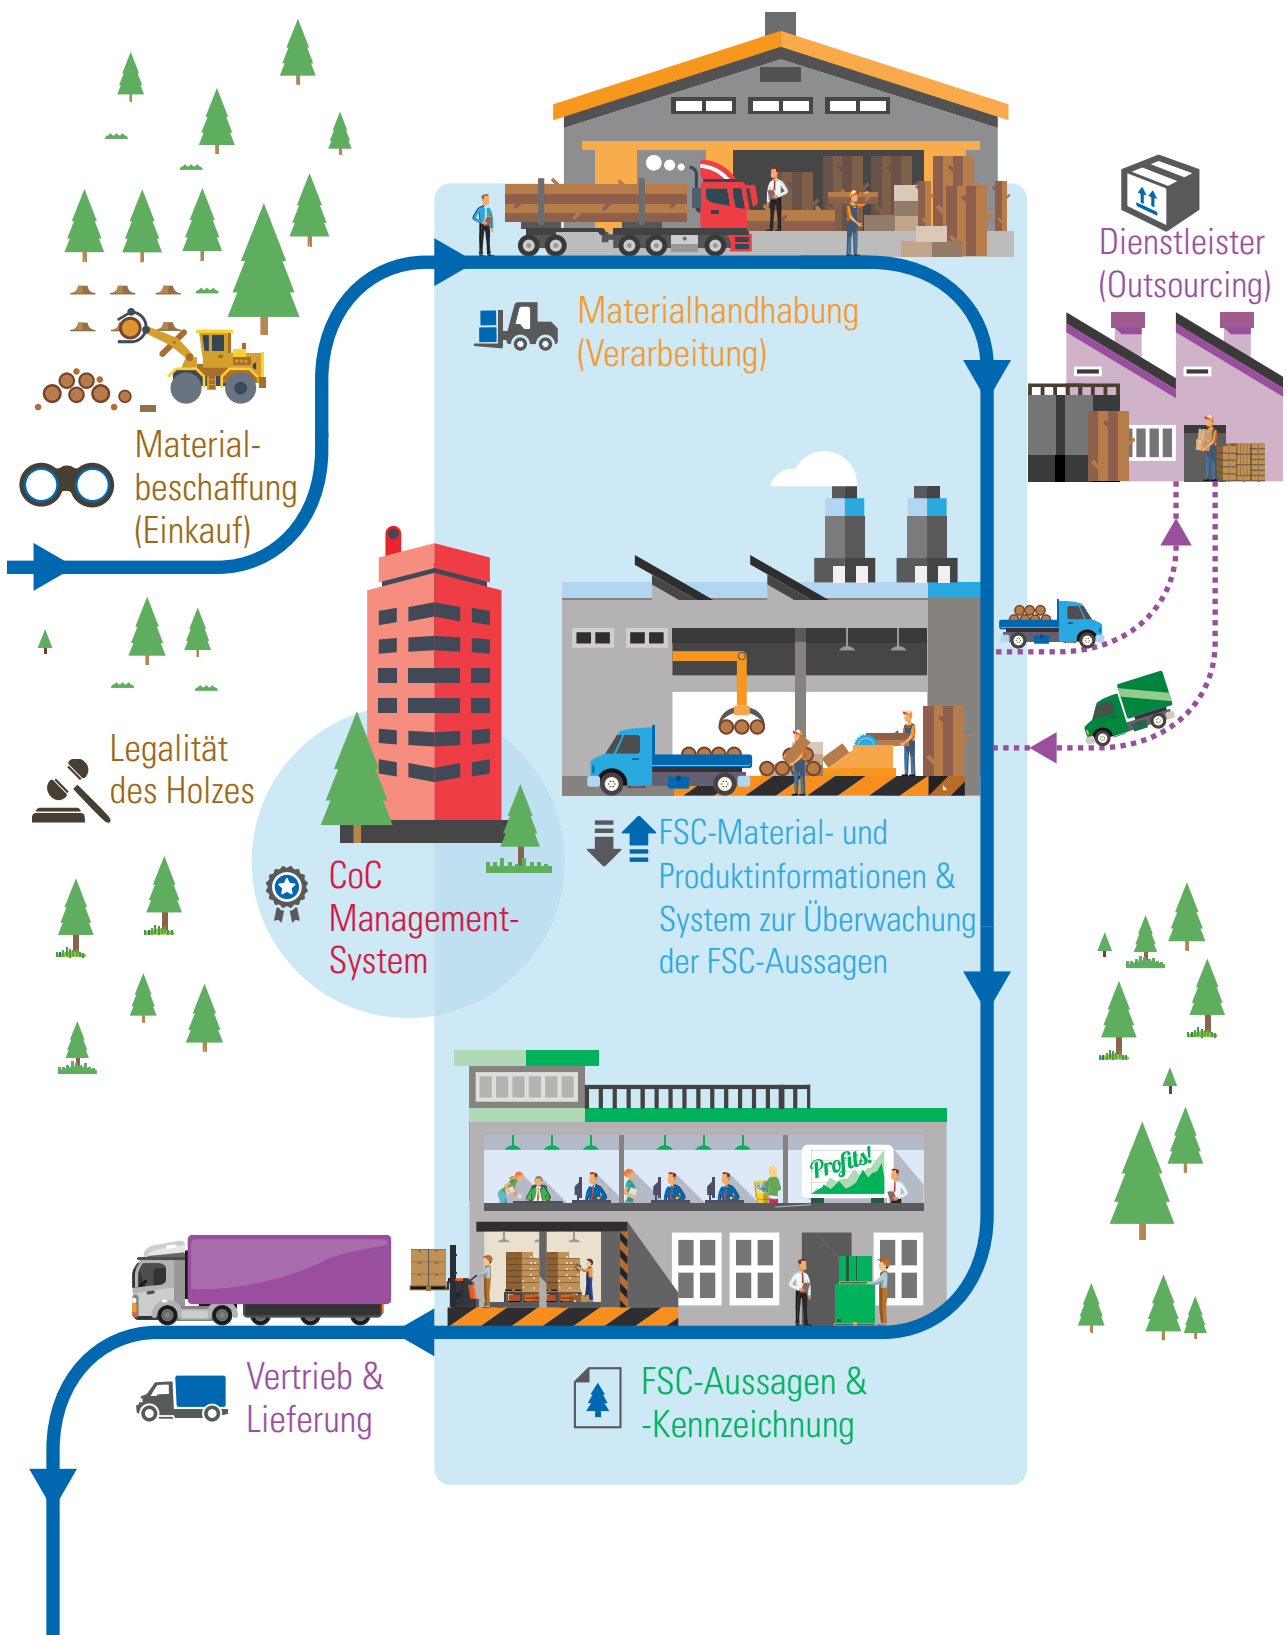 Dienstleister
(Outsourcing)
Materialhandhabung
(Verarbeitung)
Material-
beschaffung
(Einkauf)
Legalität
des Holzes
CoC
Management-
System
FSC-Material- und
Produktinformationen &
System zur Überwachung
der FSC-Aussagen
Profits!
Vertrieb &
Lieferung
FSC-Aussagen &
-Kennzeichnung